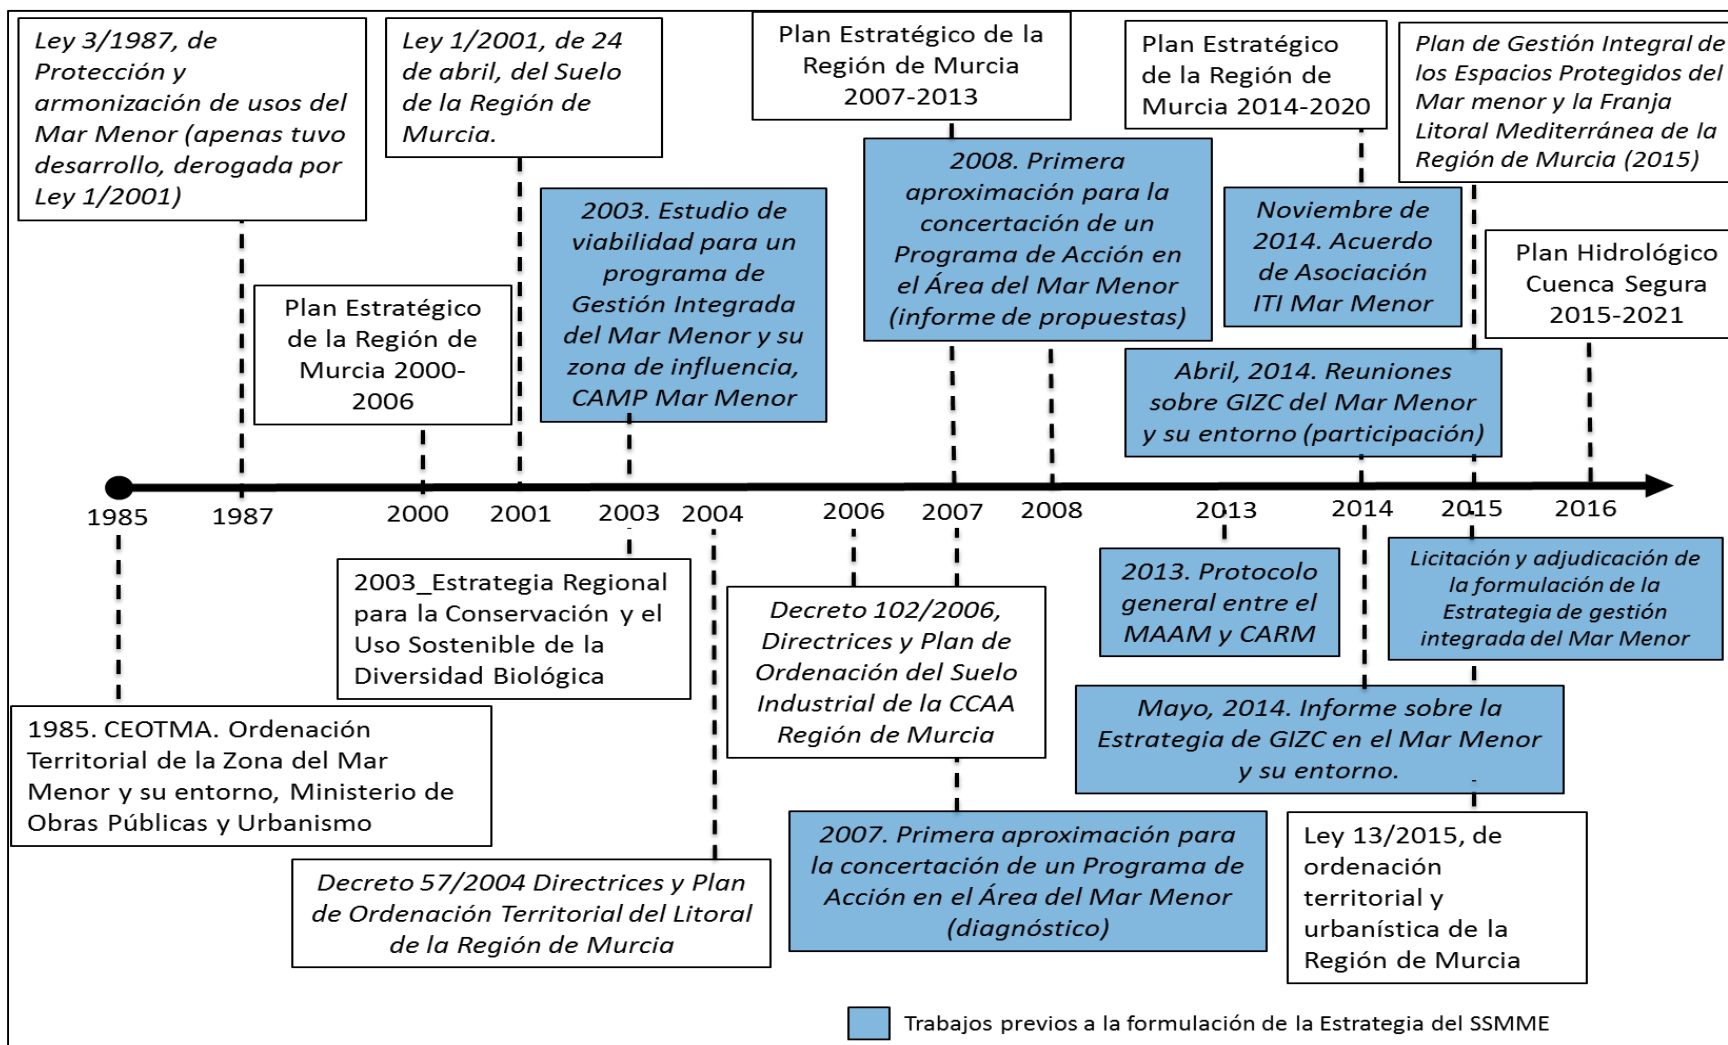 Ley 3/1987, de
Protección y
armonización de usos del
Mar Menor (apenas tuvo
desarrollo, derogada por
Ley 1/2001)
Ley 1/2001, de 24
de abril, del Suelo
de la Región de
Murcia.
Plan Estratégico de la
Región de Murcia
2007-2013
Plan Estratégico
de la Región de
Murcia 2014-2020
Plan de Gestión Integral de
los Espacios Protegidos del
Mar menor y la Franja
Litoral Mediterránea de la
Región de Murcia (2015)
Plan Estratégico
de la Región de
Murcia 2000-
2006
2003. Estudio de
viabilidad para un
programa de
Gestión Integrada
del Mar Menor y su
zona de influencia,
CAMP Mar Menor
2008. Primera
aproximación para la
concertación de un
Programa de Acción en
el Área del Mar Menor
(informe de propuestas)
Noviembre de
2014. Acuerdo
de Asociación
ITI Mar Menor
Plan Hidrológico
Cuenca Segura
2015-2021
Abril, 2014. Reuniones
sobre GIZC del Mar Menor
y su entorno (participación)
1985 1987 2000 2001 2003 2004 2006 2007 2008 2013 2014 2015 2016
1985. CEOTMA. Ordenación
Territorial de la Zona del Mar
Menor y su entorno, Ministerio de
Obras Públicas y Urbanismo
2003_Estrategia Regional
para la Conservación y el
Uso Sostenible de la
Diversidad Biológica
Decreto 57/2004 Directrices y Plan
de Ordenación Territorial del Litoral
de la Región de Murcia
Decreto 102/2006,
Directrices y Plan de
Ordenación del Suelo
Industrial de la CCAA
Región de Murcia
2007. Primera aproximación para
la concertación de un Programa de
Acción en el Área del Mar Menor
(diagnóstico)
2013. Protocolo
general entre el
MAAM y CARM
Mayo, 2014. Informe sobre la
Estrategia de GIZC en el Mar Menor
y su entorno.
Licitación y adjudicación de
la formulación de la
Estrategia de gestión
integrada del Mar Menor
Ley 13/2015, de
ordenación
territorial y
urbanística de la
Región de Murcia
Trabajos previos a la formulación de la Estrategia del SSMME